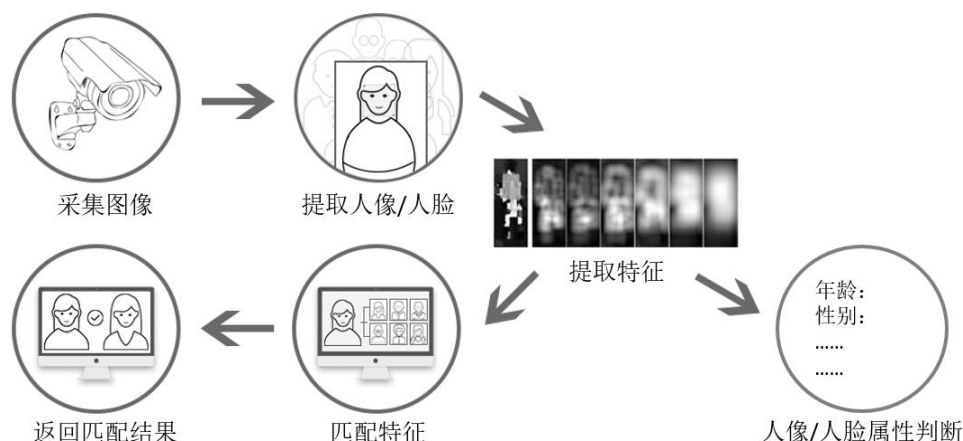 采集图像
提取人像/人脸
提取特征
年龄：
性别：
……
……
返回匹配结果
匹配特征
人像/人脸属性判断